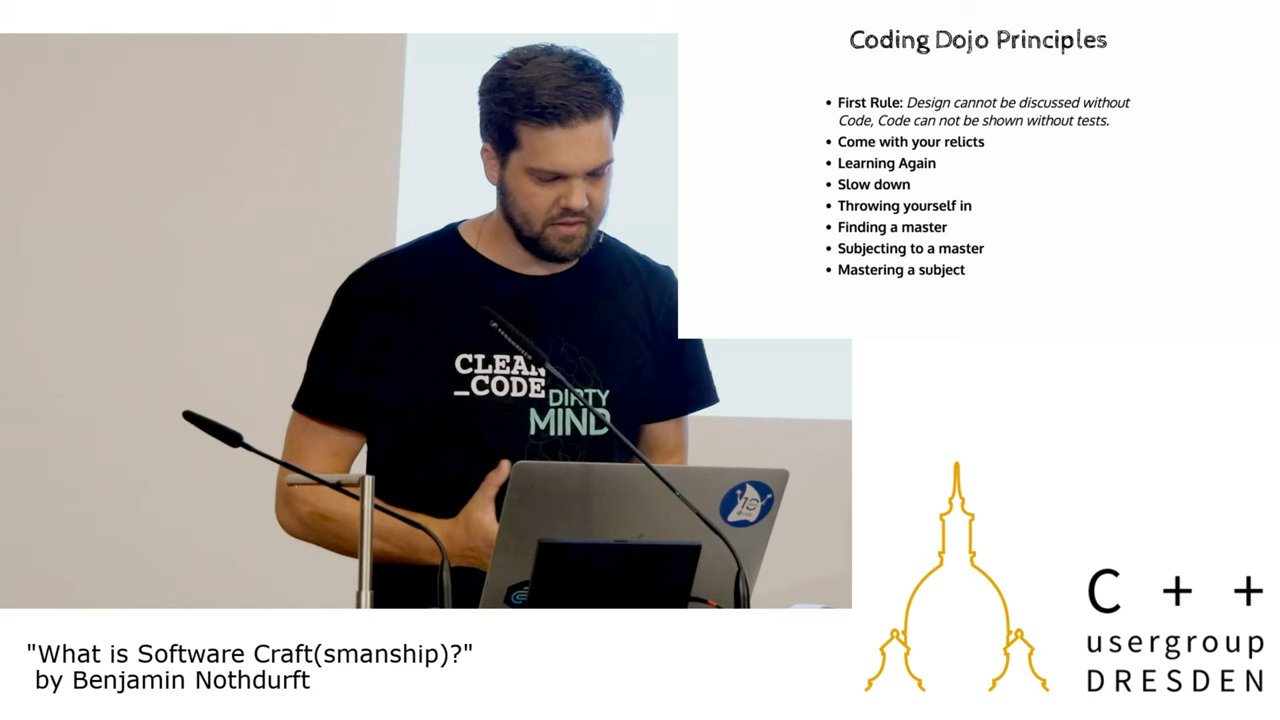 Coding Dojo Principles
• First Rule: Design cannot be discussed without
Code, Code can not be shown without tests.
• Come with your relicts
• Learning Again
• Slow down
• Throwing yourself in
• Finding a master
• Subjecting to a master
• Mastering a subject
CLEAN
_CODE
DIRTY
MIND
10
C + +
usergroup
DRESDEN
"What is Software Craft(smanship)?"
by Benjamin Nothdurft